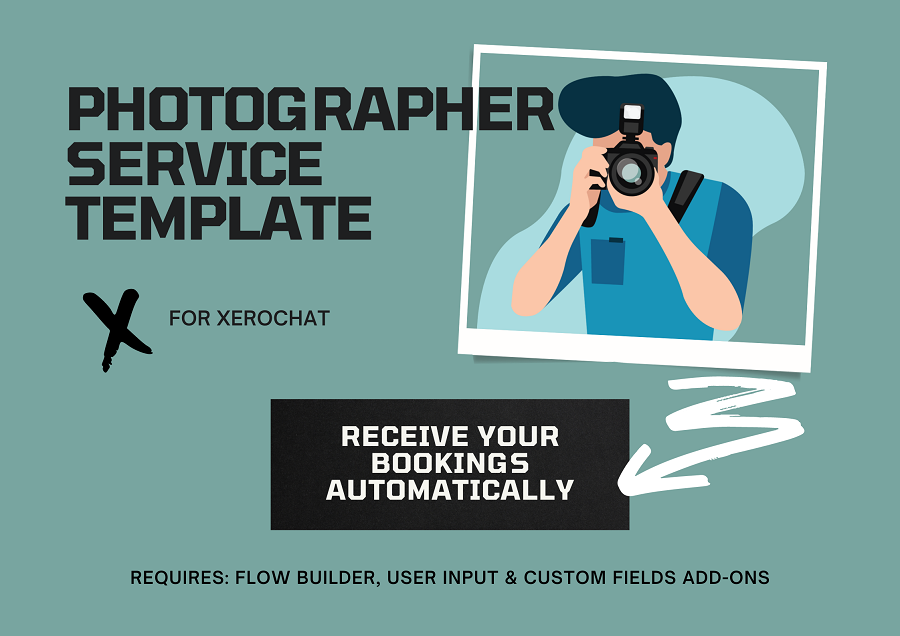 PHOTOGRAPHER
SERVICE
TEMPLATE
X
FOR XEROCHAT
RECEIVE YOUR
BOOKINGS
AUTOMATICALLY
REQUIRES: FLOW BUILDER, USER INPUT & CUSTOM FIELDS ADD-ONS